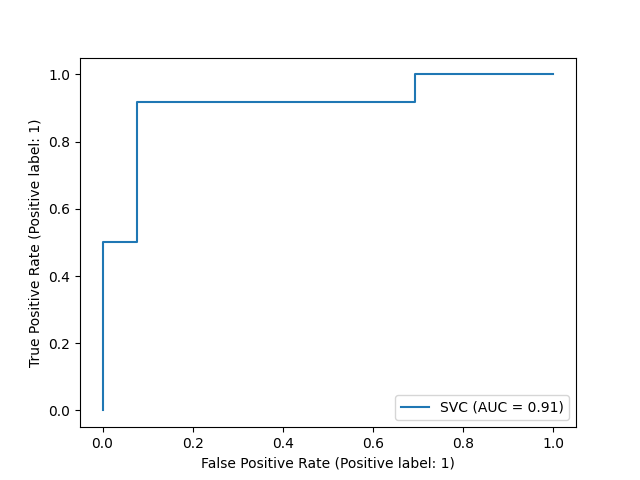 1.0
0.8
0.6
0.4
0.2
0.0
True Positive Rate (Positive label: 1)
SVC (AUC = 0.91)
0.0 0.2 0.4 0.6 0.8 1.0
False Positive Rate (Positive label: 1)